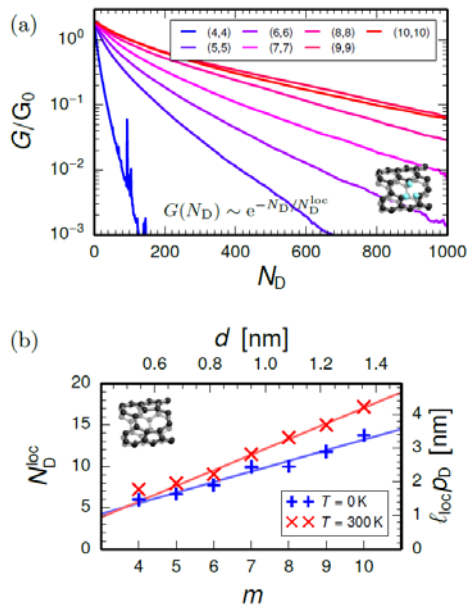 (a)
(4,4) (6,6) (8,8) (10,10)
(5,5) (7,7) (9,9)
G/G₀
10⁰
10⁻¹
10⁻²
10⁻³
G(N_D) ∼ e^{−N_D/N_D^{loc}}
0 200 400 600 800 1000
N_D
(b)
d [nm]
0.6 0.8 1.0 1.2 1.4
N_D^{loc}
20
15
10
5
0
4
3
2
1
0
ℓ_{loc}ρ_D [nm]
T = 0 K
T = 300 K
4 5 6 7 8 9 10
m